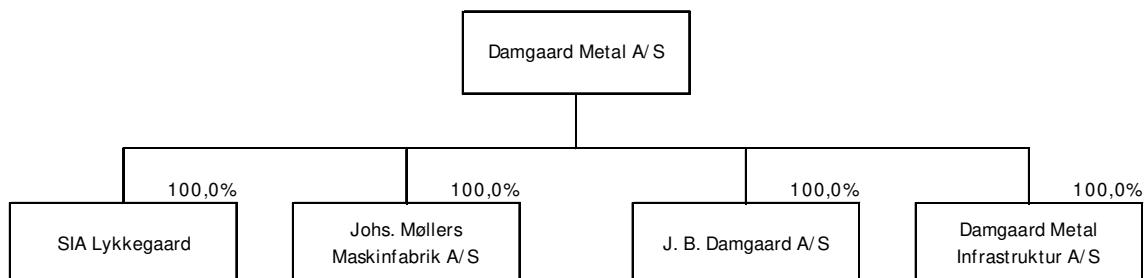 Damgaard Metal A/S
100,0% 100,0% 100,0% 100,0%
SIA Lykkegaard
Johs. Møllers
Maskinfabrik A/S
J. B. Damgaard A/S
Damgaard Metal
Infrastruktur A/S